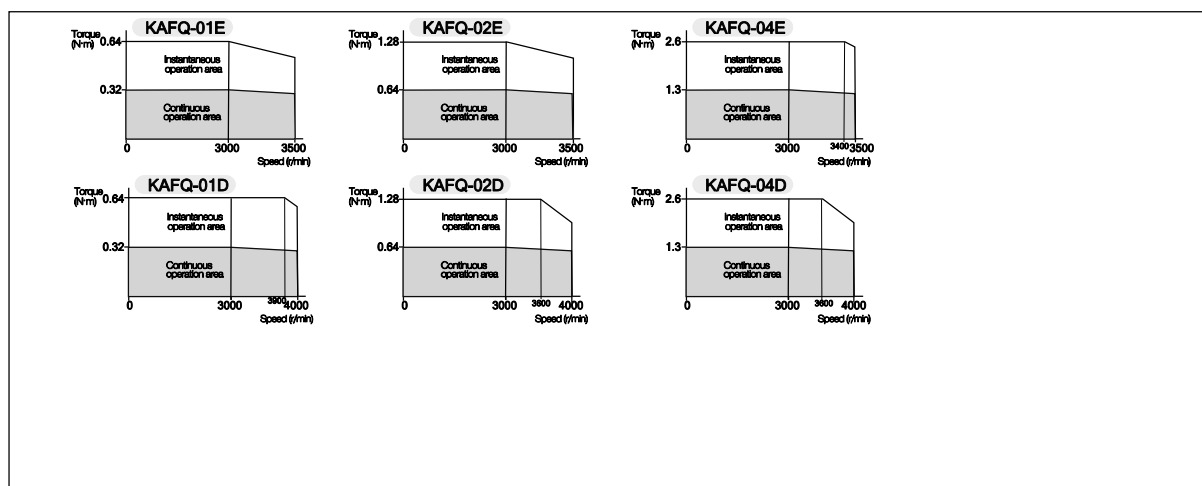 KAFQ-01E
Torque
(N·m)
0.64
Instantaneous
operation area
0.32
Continuous
operation area
0
3000
3500
Speed (r/min)
KAFQ-02E
Torque
(N·m)
1.28
Instantaneous
operation area
0.64
Continuous
operation area
0
3000
3500
Speed (r/min)
KAFQ-04E
Torque
(N·m)
2.6
Instantaneous
operation area
1.3
Continuous
operation area
0
3000
3400
3500
Speed (r/min)
KAFQ-01D
Torque
(N·m)
0.64
Instantaneous
operation area
0.32
Continuous
operation area
0
3000
3900
4000
Speed (r/min)
KAFQ-02D
Torque
(N·m)
1.28
Instantaneous
operation area
0.64
Continuous
operation area
0
3000
3600
4000
Speed (r/min)
KAFQ-04D
Torque
(N·m)
2.6
Instantaneous
operation area
1.3
Continuous
operation area
0
3000
3600
4000
Speed (r/min)